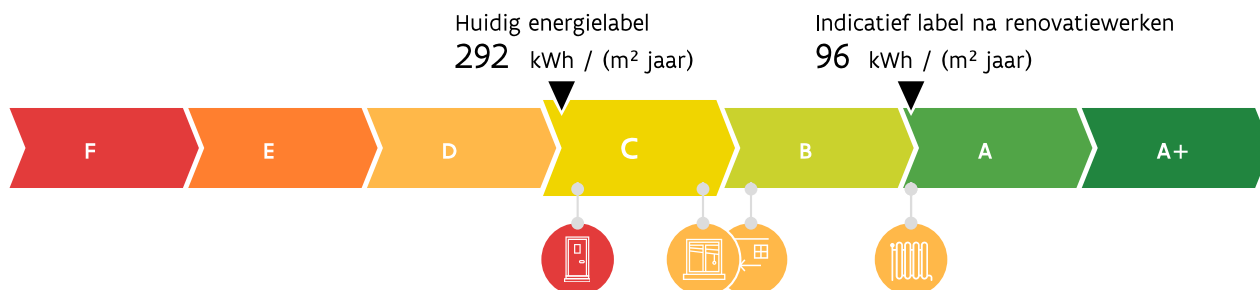 Huidig energielabel
292 kWh / (m² jaar)
Indicatief label na renovatiewerken
96 kWh / (m² jaar)
F E D C B A A+